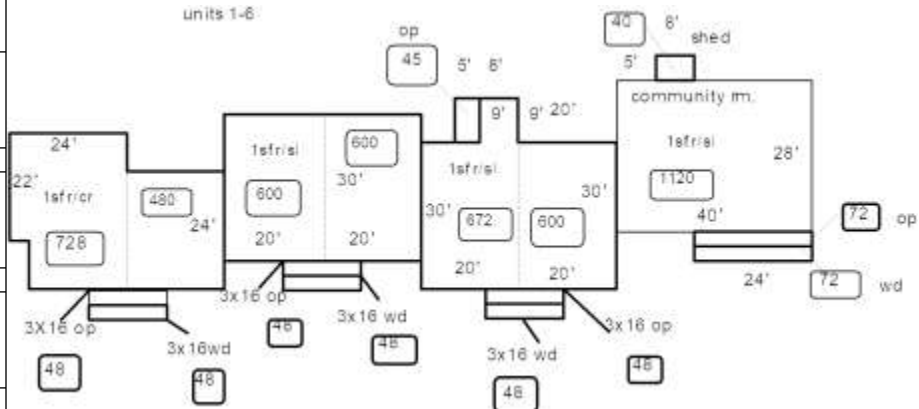 units 1-6
op
45
5' 8'
40 8'
shed
5'
9' 9' 20'
community rm.
24'
22'
1sfr/cr
480
24'
728
1sfr/sl
600
600
30'
20' 20'
1sfr/sl
30'
30'
672
600
20' 20'
1sfr/sl
28'
1120
40'
72 op
24' 72 wd
3X16 op
3x16wd
48
48
3x16 op
3x16 wd
48
48
3x16 wd
3x16 op
48
48